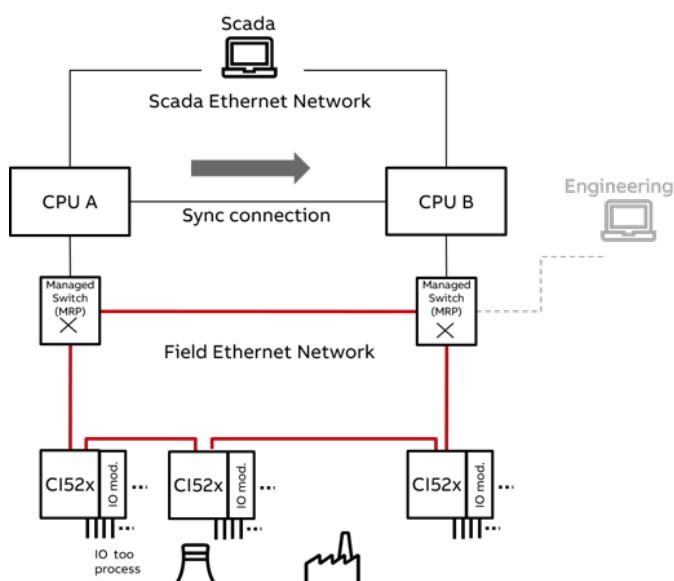 Scada
Scada Ethernet Network
CPU A
Sync connection
CPU B
Engineering
Managed
Switch
(MRP)
Managed
Switch
(MRP)
Field Ethernet Network
CI52x
IO mod.
CI52x
IO mod.
CI52x
IO mod.
IO too
process